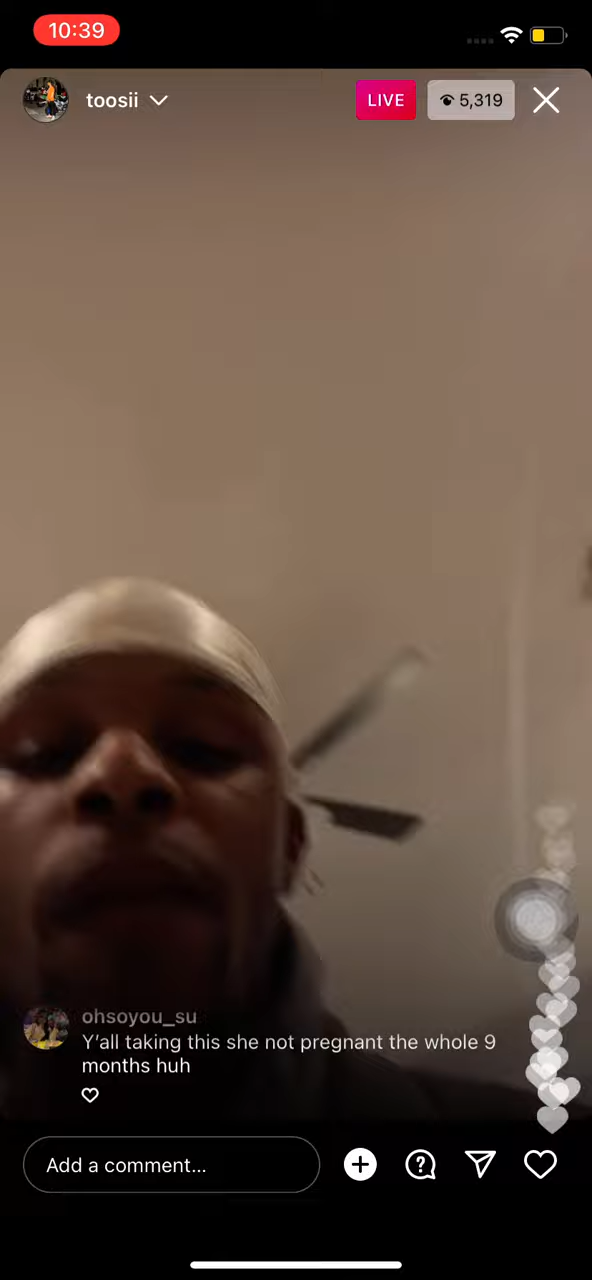 10:39
toosii
LIVE
5,319
ohsoyou_su
Y'all taking this she not pregnant the whole 9
months huh
Add a comment...